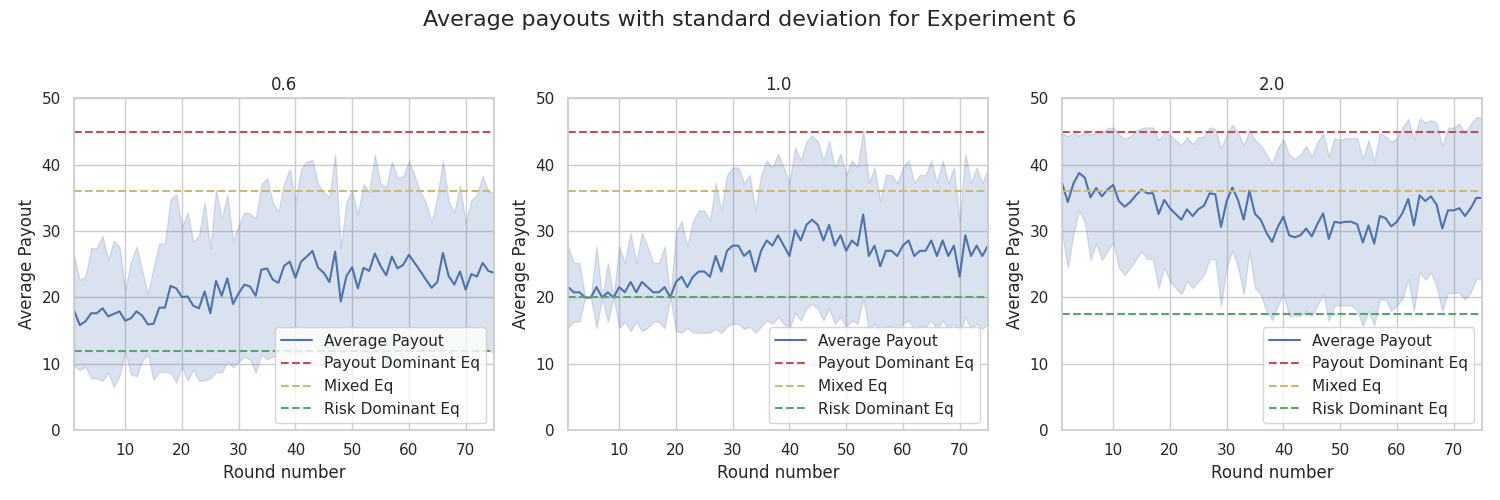 Average payouts with standard deviation for Experiment 6
0.6
Average Payout
50
40
30
20
10
0
10 20 30 40 50 60 70
Round number
Average Payout
Payout Dominant Eq
Mixed Eq
Risk Dominant Eq
1.0
Average Payout
50
40
30
20
10
0
10 20 30 40 50 60 70
Round number
Average Payout
Payout Dominant Eq
Mixed Eq
Risk Dominant Eq
2.0
Average Payout
50
40
30
20
10
0
10 20 30 40 50 60 70
Round number
Average Payout
Payout Dominant Eq
Mixed Eq
Risk Dominant Eq